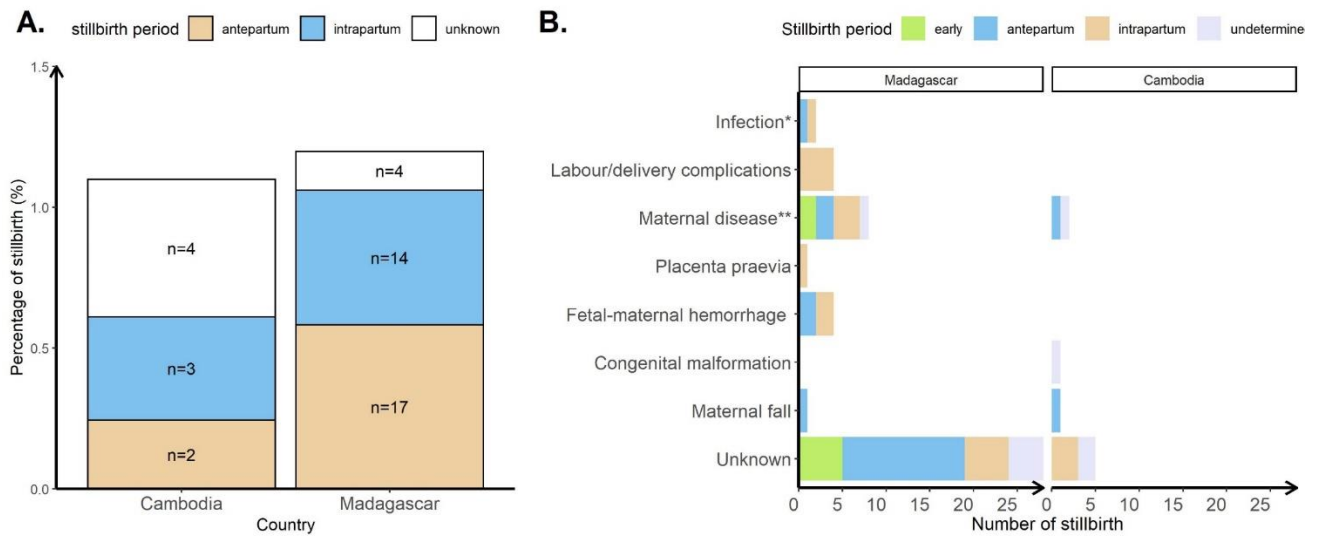 A.
stillbirth period antepartum intrapartum unknown
1.5
1.0
0.5
0.0
Percentage of stillbirth (%)
n=4
n=3
n=2
n=4
n=14
n=17
Cambodia Madagascar
Country
B.
Stillbirth period early antepartum intrapartum undetermine
Madagascar Cambodia
Infection*
Labour/delivery complications
Maternal disease**
Placenta praevia
Fetal-maternal hemorrhage
Congenital malformation
Maternal fall
Unknown
0 5 10 15 20 25 0 5 10 15 20 25
Number of stillbirth